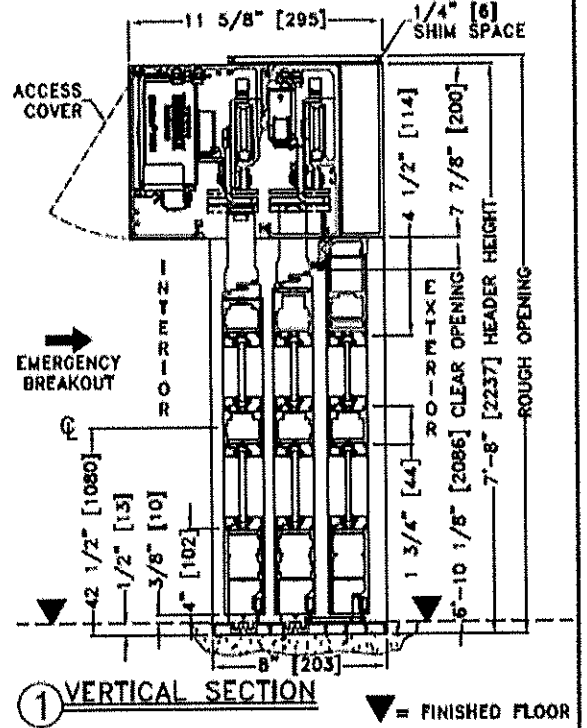 11 5/8" [295]
1/4" [6]
SHIM SPACE
ACCESS
COVER
4 1/2" [114]
7 7/8" [200]
INTERIOR
EXTERIOR
6'-10 1/8" [2086] CLEAR OPENING
7'-8" [2237] HEADER HEIGHT
ROUGH OPENING
EMERGENCY
BREAKOUT
℄
42 1/2" [1080]
1/2" [13]
3/8" [10]
4" [102]
1 3/4" [44]
8" [203]
1 VERTICAL SECTION
▼= FINISHED FLOOR